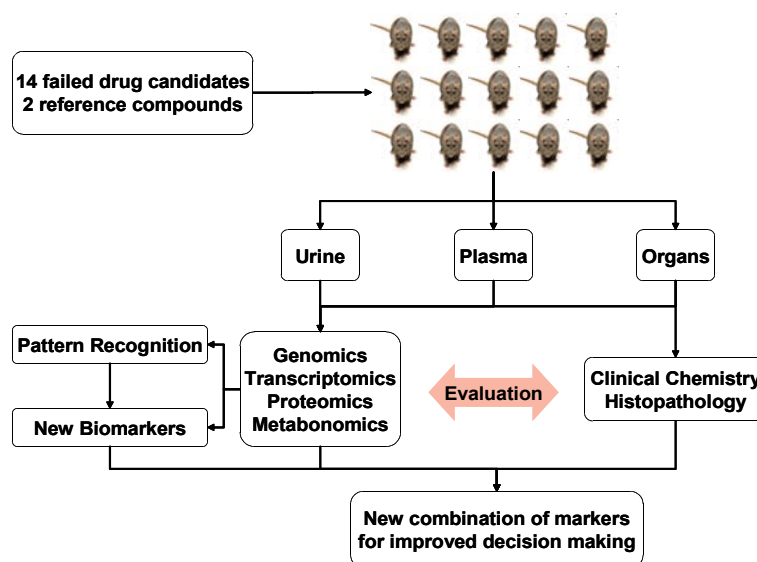 14 failed drug candidates
2 reference compounds
Urine
Plasma
Organs
Pattern Recognition
New Biomarkers
Genomics
Transcriptomics
Proteomics
Metabonomics
Evaluation
Clinical Chemistry
Histopathology
New combination of markers
for improved decision making